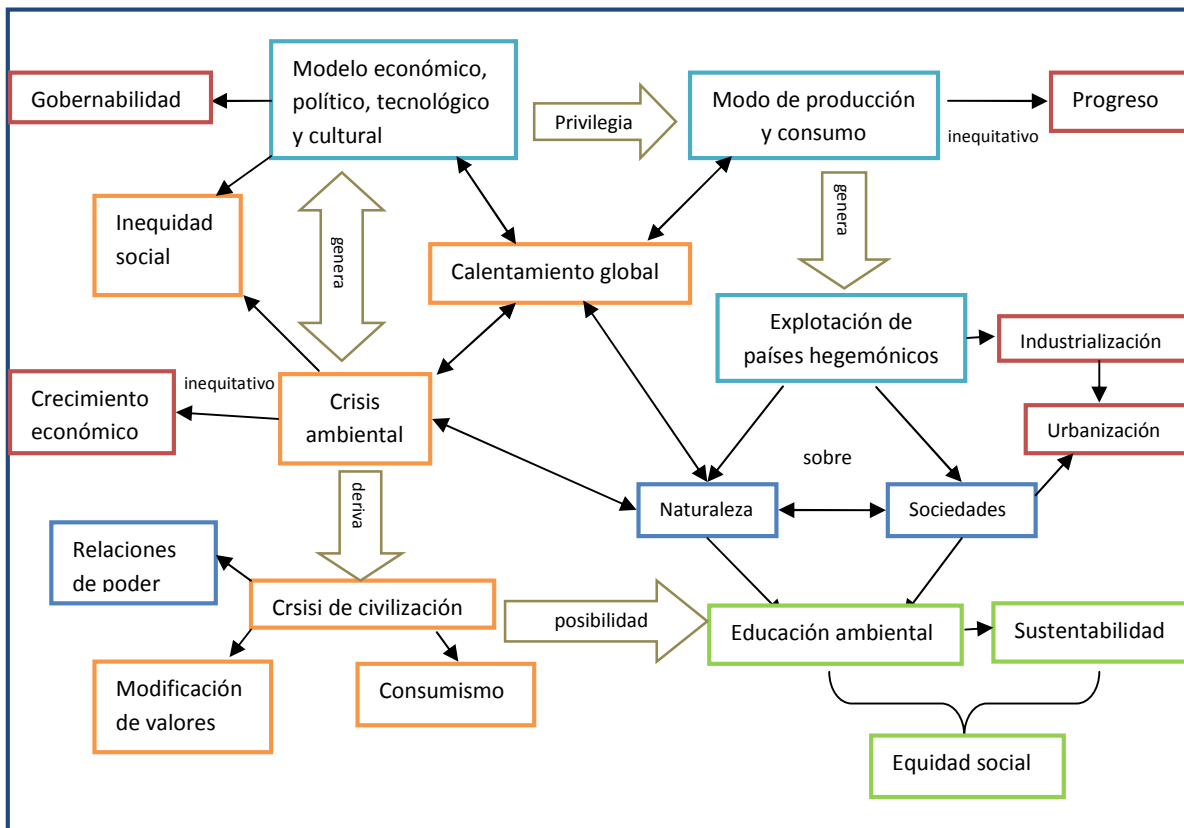 Modelo económico,
político, tecnológico
y cultural
Gobernabilidad
Privilegia
Modo de producción
y consumo
Progreso
inequitativo
Inequidad
social
genera
genera
Calentamiento global
Explotación de
países hegemónicos
Industrialización
inequitativo
Crecimiento
económico
Crisis
ambiental
Urbanización
sobre
deriva
Naturaleza
Sociedades
Relaciones
de poder
Crsisi de civilización
posibilidad
Educación ambiental
Sustentabilidad
Modificación
de valores
Consumismo
Equidad social